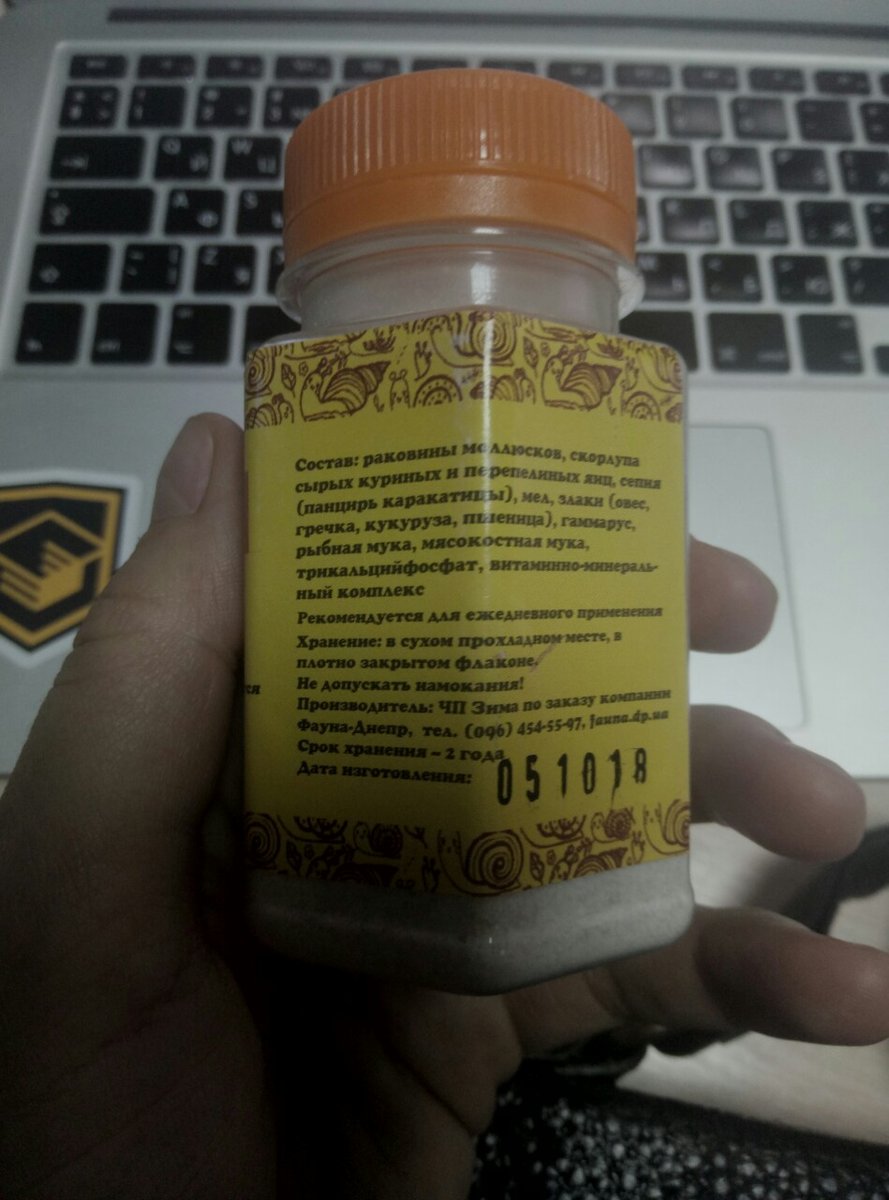 Состав: раковины моллюсков, скорлупа
сырых куриных и перепелиных яиц, сепия
(панцирь каракатицы), мел, злаки (овес,
гречка, кукуруза, пшеница), гаммарус,
рыбная мука, мясокостная мука,
трикальцийфосфат, витаминно-минераль-
ный комплекс
Рекомендуется для ежедневного применения
Хранение: в сухом прохладном месте, в
плотно закрытом флаконе.
Не допускать намокания!
Производитель: ЧП Зима по заказу компании
Фауна-Днепр, тел. (096) 454-55-97, fauna.dp.ua
Срок хранения – 2 года
Дата изготовления: 051018
ся
Q Й
W Ц
A Ф
S
Z Я